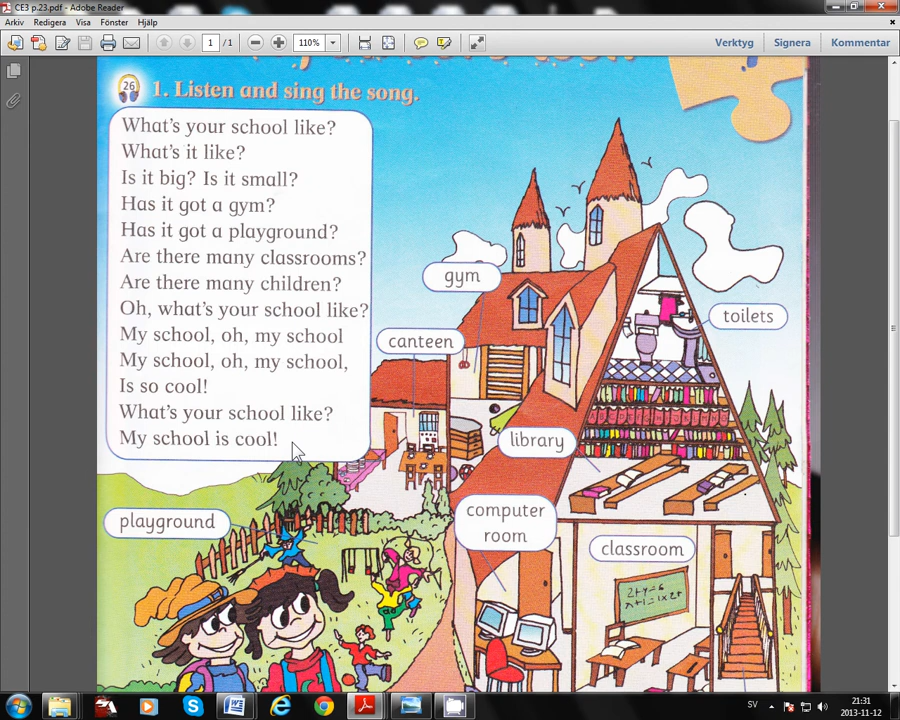 CE3 p.23.pdf - Adobe Reader
Arkiv Redigera Visa Fönster Hjälp
1 / 1 110% Verktyg Signera Kommentar
26 1. Listen and sing the song.
What's your school like?
What's it like?
Is it big? Is it small?
Has it got a gym?
Has it got a playground?
Are there many classrooms?
Are there many children?
Oh, what's your school like?
My school, oh, my school
My school, oh, my school,
Is so cool!
What's your school like?
My school is cool!
gym
toilets
canteen
library
playground
computer
room
classroom
SV 21:31
2013-11-12